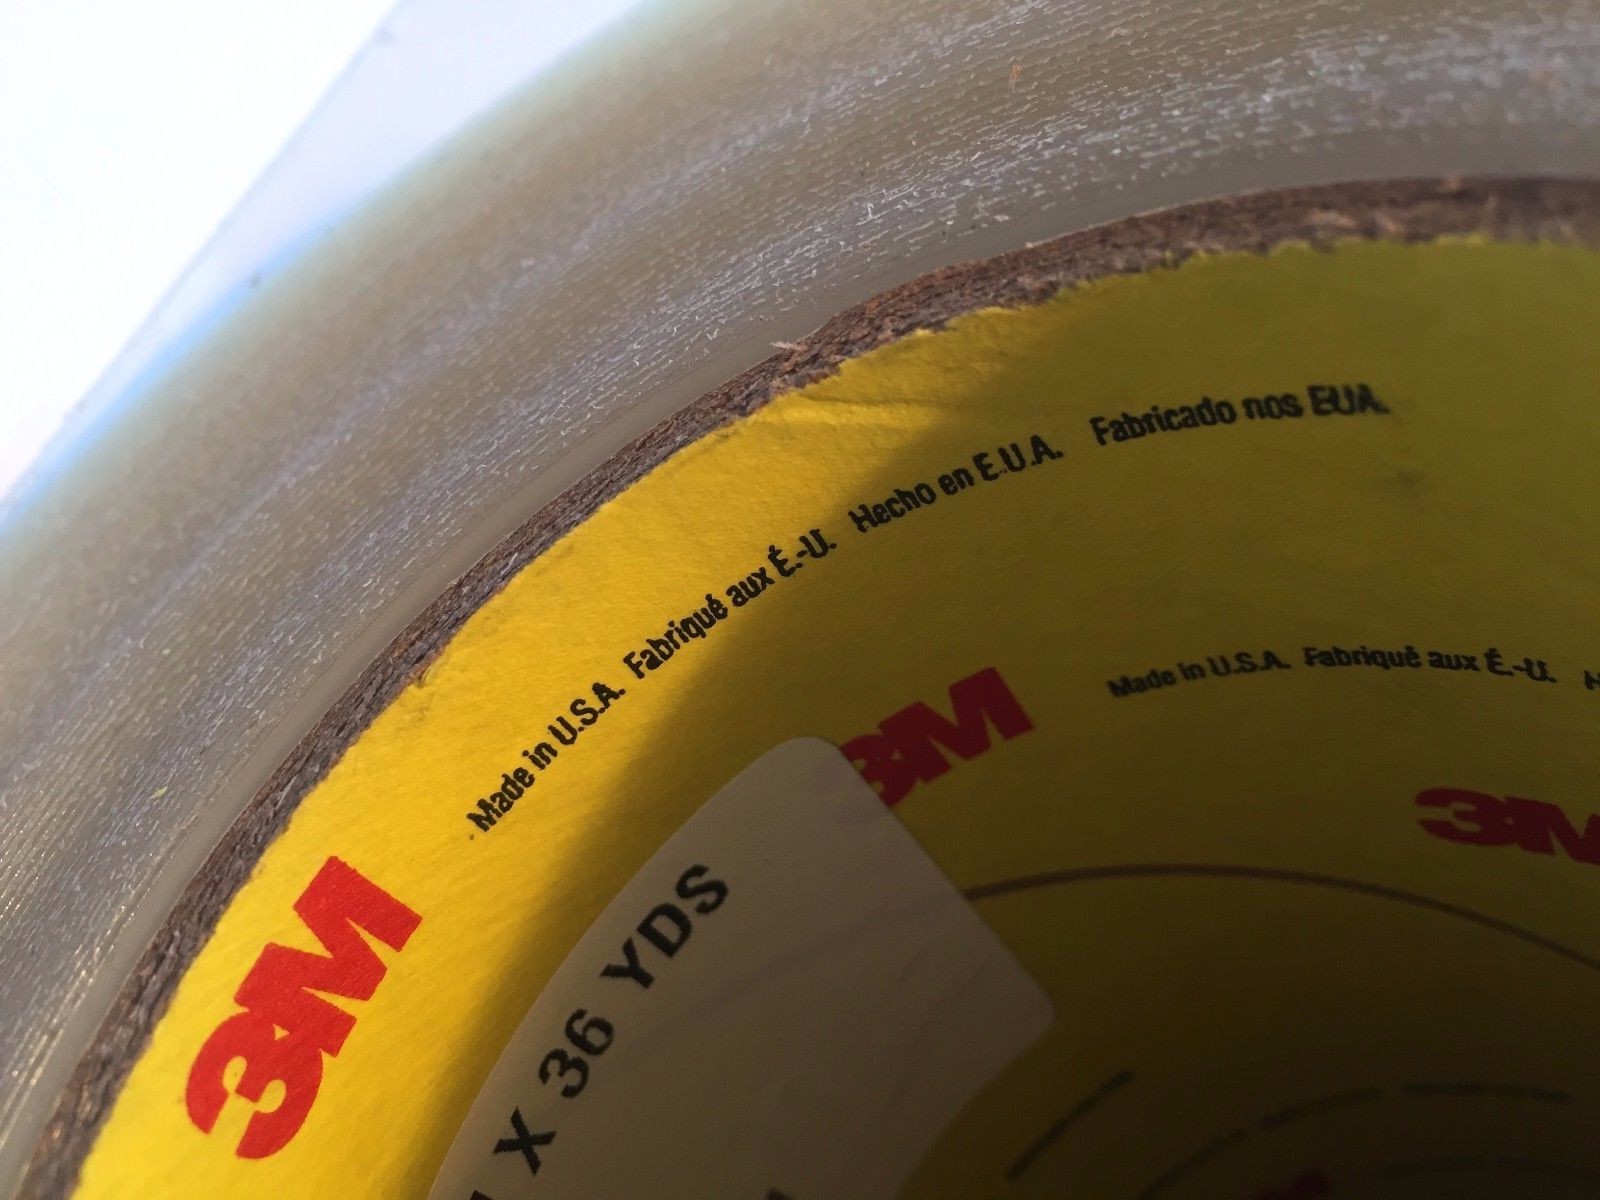 Made in U.S.A. Fabriqué aux É.-U. Hecho en E.U.A. Fabricado nos EUA.
3M
Made in U.S.A. Fabriqué aux É.-U.
3M
3M
X 36 YDS